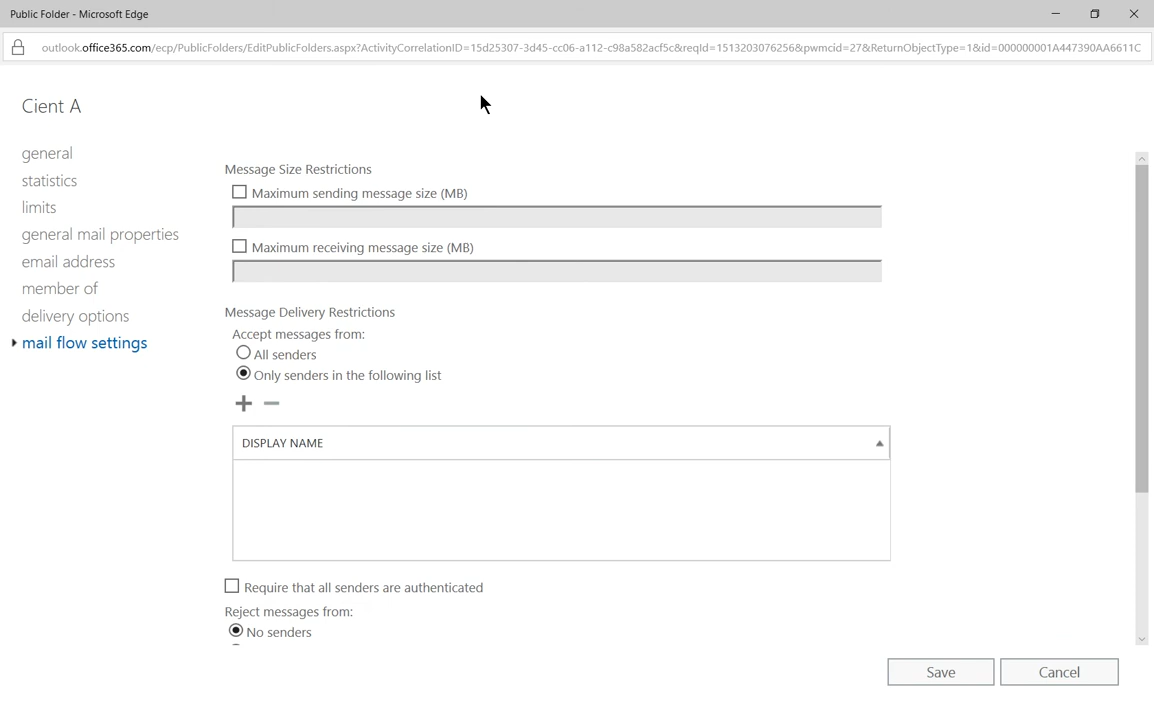 Public Folder - Microsoft Edge
outlook.office365.com/ecp/PublicFolders/EditPublicFolders.aspx?ActivityCorrelationID=15d25307-3d45-cc06-a112-c98a582acf5c&reqId=1513203076256&pwmcid=27&ReturnObjectType=1&id=000000001A447390AA6611C
Cient A
general
statistics
limits
general mail properties
email address
member of
delivery options
mail flow settings
Message Size Restrictions
Maximum sending message size (MB)
Maximum receiving message size (MB)
Message Delivery Restrictions
Accept messages from:
All senders
Only senders in the following list
DISPLAY NAME
Require that all senders are authenticated
Reject messages from:
No senders
Save
Cancel